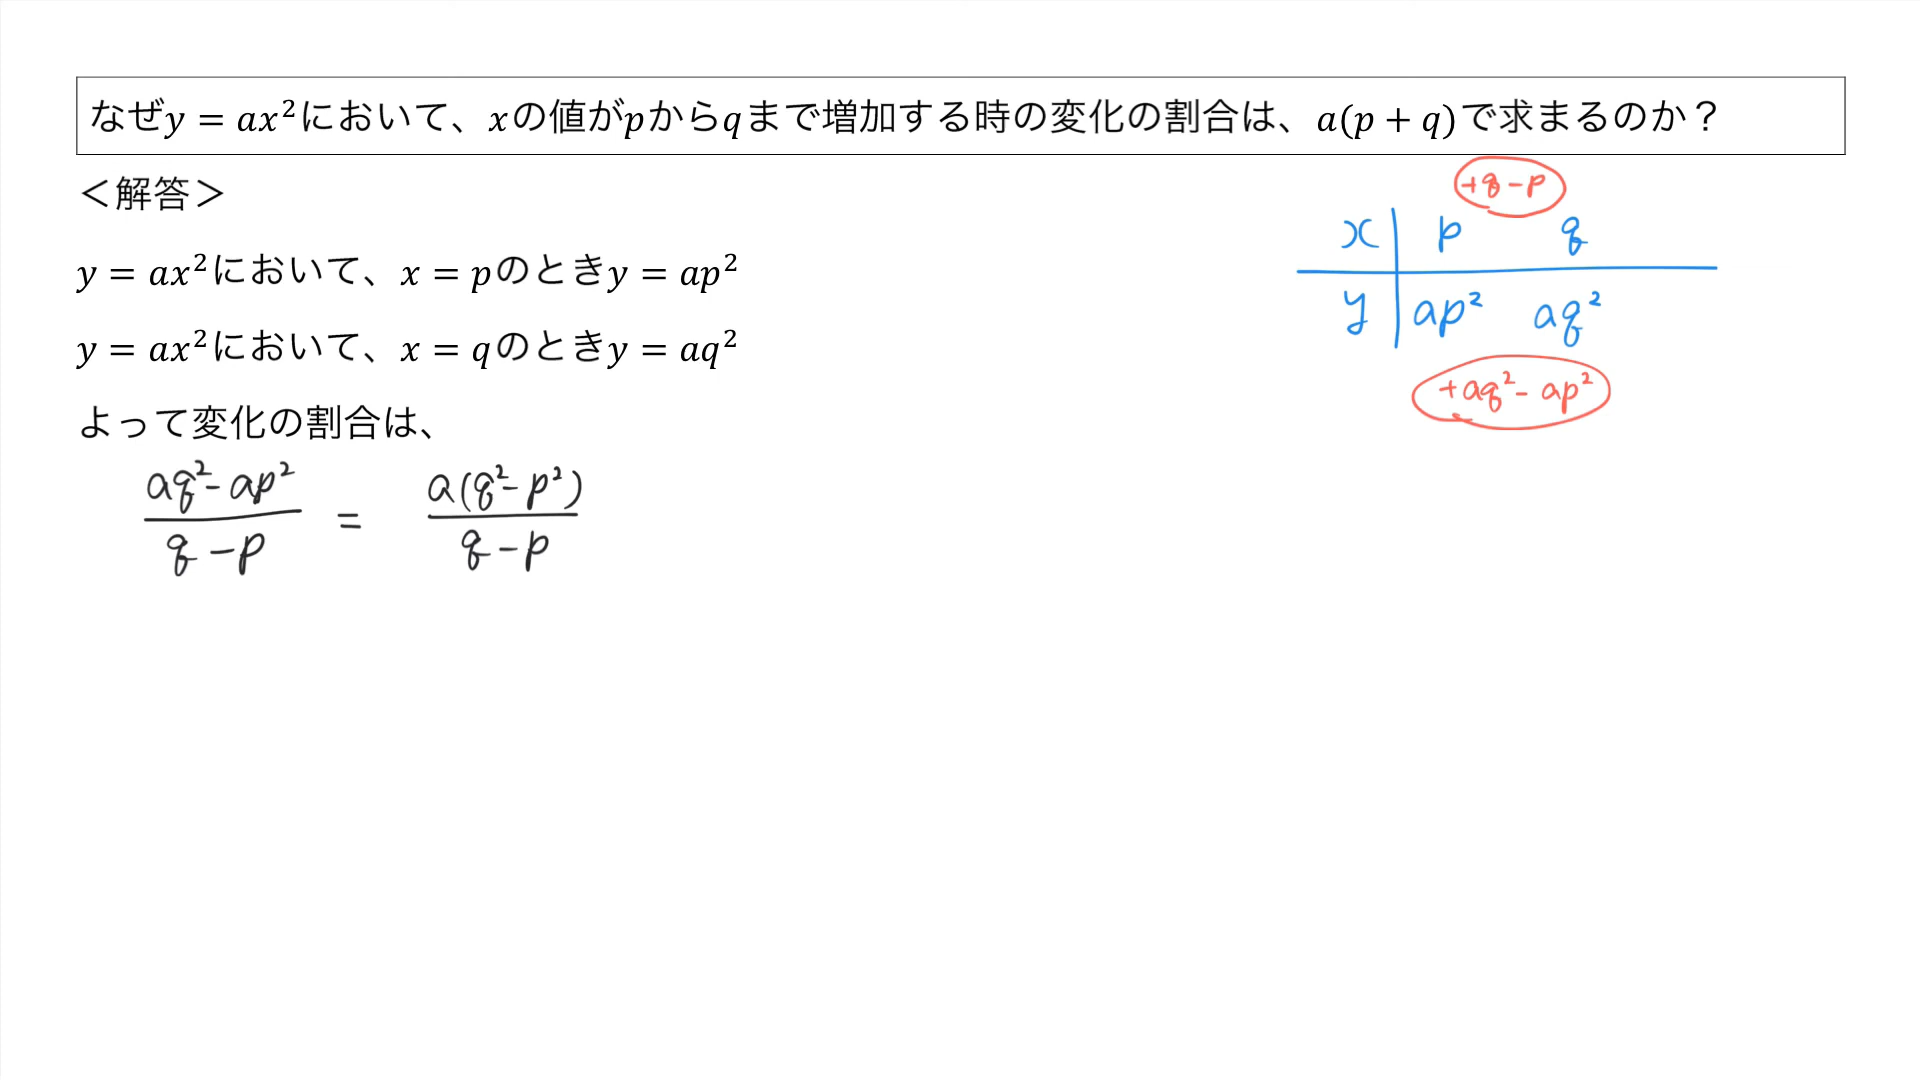 なぜy = ax²において、xの値がpからqまで増加する時の変化の割合は、a(p + q)で求まるのか？
＜解答＞
+q-p
x p q
y ap² aq²
+aq²-ap²
y = ax²において、x = pのときy = ap²
y = ax²において、x = qのときy = aq²
よって変化の割合は、
aq²-ap² = a(q²-p²)
q-p q-p